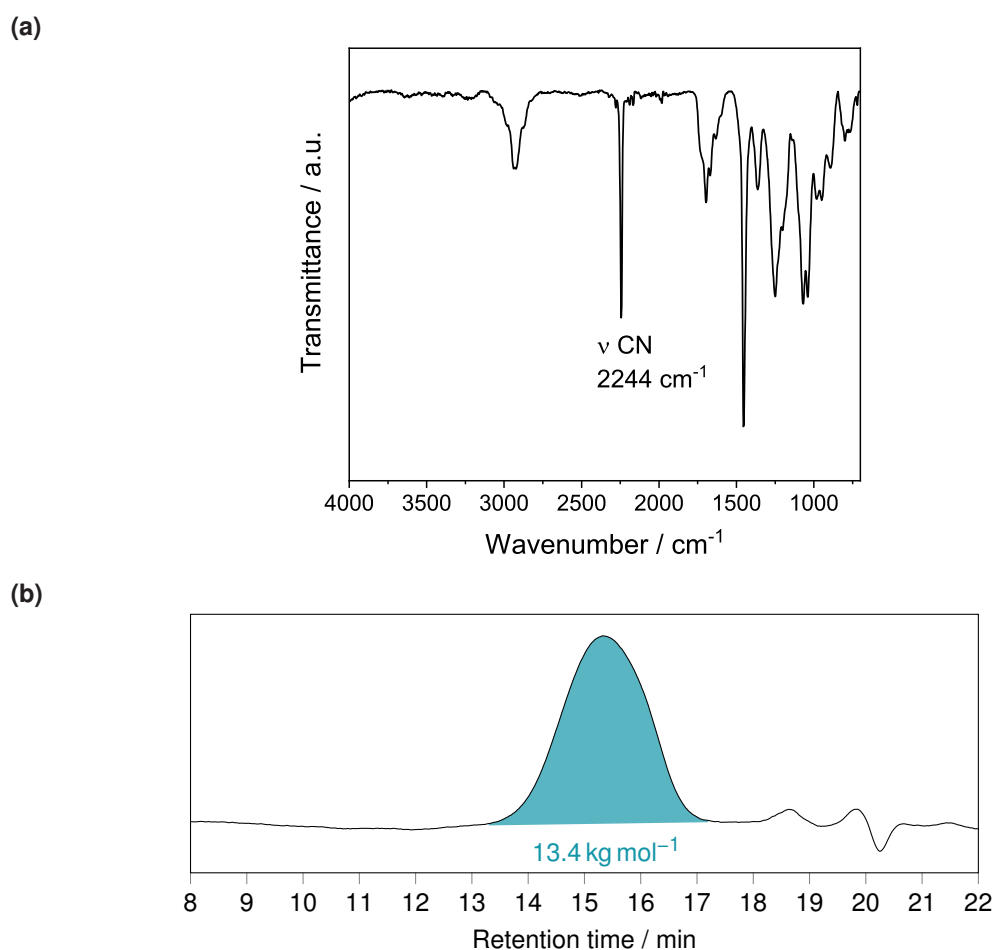 (a)
Transmittance / a.u.
ν CN
2244 cm⁻¹
4000 3500 3000 2500 2000 1500 1000
Wavenumber / cm⁻¹
(b)
13.4 kg mol⁻¹
8 9 10 11 12 13 14 15 16 17 18 19 20 21 22
Retention time / min